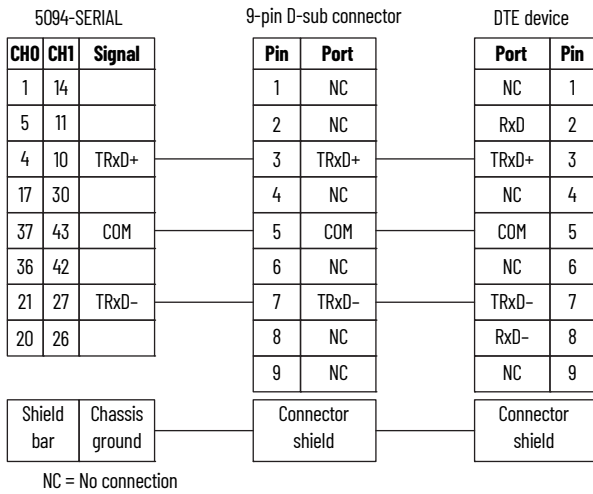 5094-SERIAL 9-pin D-sub connector DTE device
CH0 CH1 Signal Pin Port Port Pin
1 14 1 NC NC 1
5 11 2 NC RxD 2
4 10 TRxD+ 3 TRxD+ TRxD+ 3
17 30 4 NC NC 4
37 43 COM 5 COM COM 5
36 42 6 NC NC 6
21 27 TRxD– 7 TRxD– TRxD– 7
20 26 8 NC RxD– 8
9 NC NC 9
Shield Chassis Connector Connector
bar ground shield shield
NC = No connection